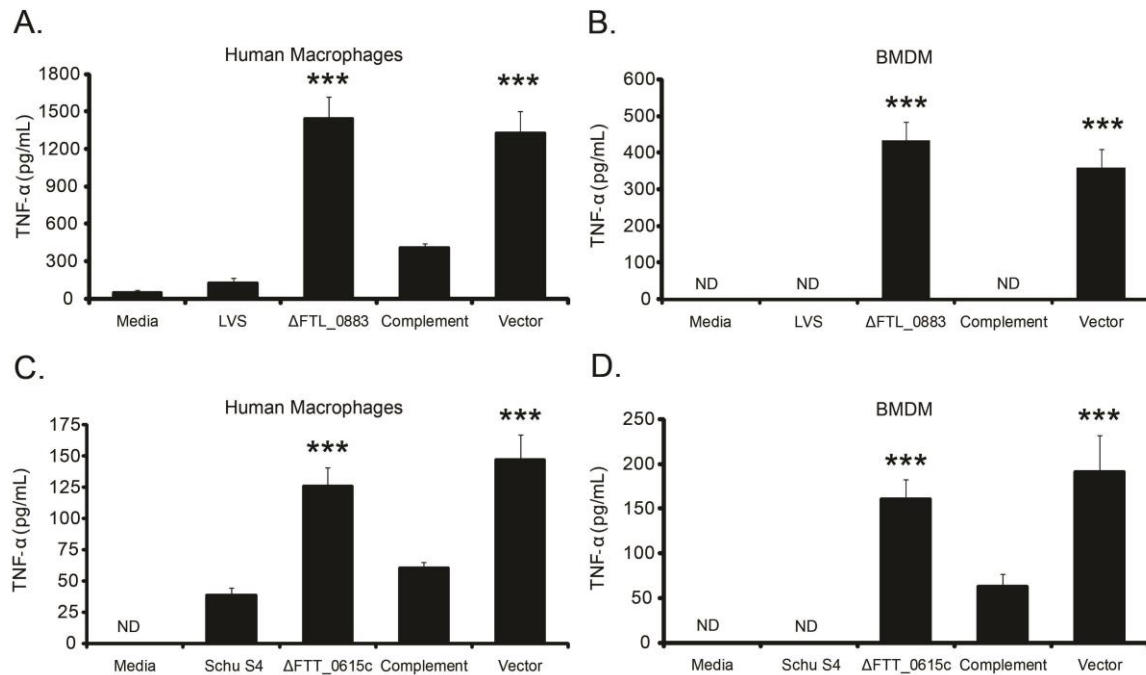 A.
Human Macrophages
TNF-α (pg/mL)
1800
1500
1200
900
600
300
0
***
***
Media LVS ΔFTL_0883 Complement Vector
B.
BMDM
TNF-α (pg/mL)
600
500
400
300
200
100
0
ND ND *** ND ***
Media LVS ΔFTL_0883 Complement Vector
C.
Human Macrophages
TNF-α (pg/mL)
175
150
125
100
75
50
25
0
ND *** ***
Media Schu S4 ΔFTT_0615c Complement Vector
D.
BMDM
TNF-α (pg/mL)
250
200
150
100
50
0
ND ND *** ***
Media Schu S4 ΔFTT_0615c Complement Vector